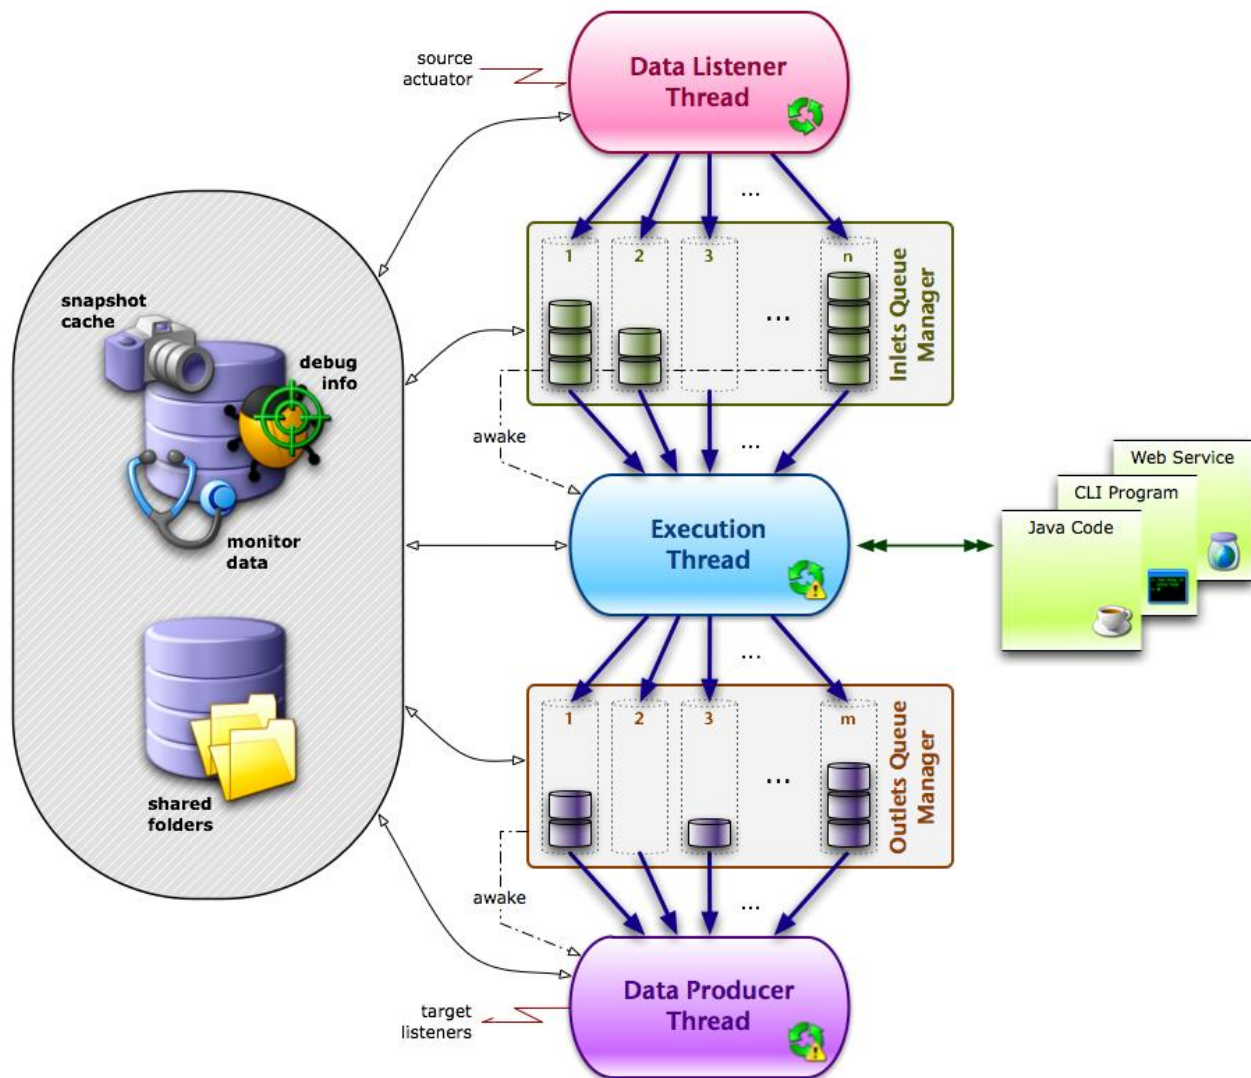 source
actuator
Data Listener
Thread
...
1
2
3
n
...
Inlets Queue
Manager
snapshot
cache
debug
info
monitor
data
shared
folders
awake
...
Execution
Thread
Web Service
CLI Program
Java Code
...
1
2
3
m
...
Outlets Queue
Manager
awake
...
Data Producer
Thread
target
listeners